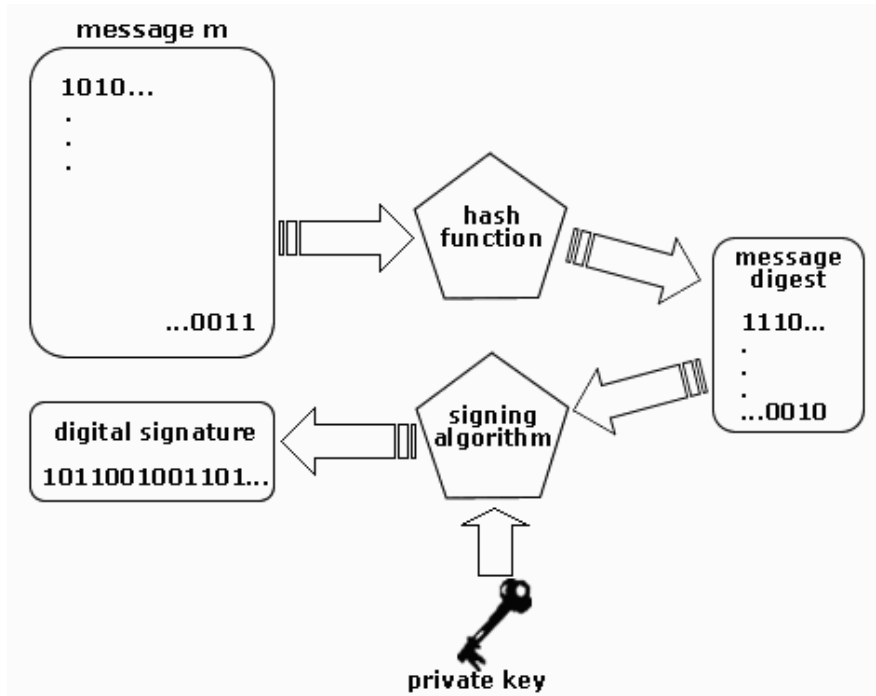 message m
1010...
.
.
.
...0011
hash
function
message
digest
1110...
.
.
.
...0010
signing
algorithm
digital signature
1011001001101...
private key